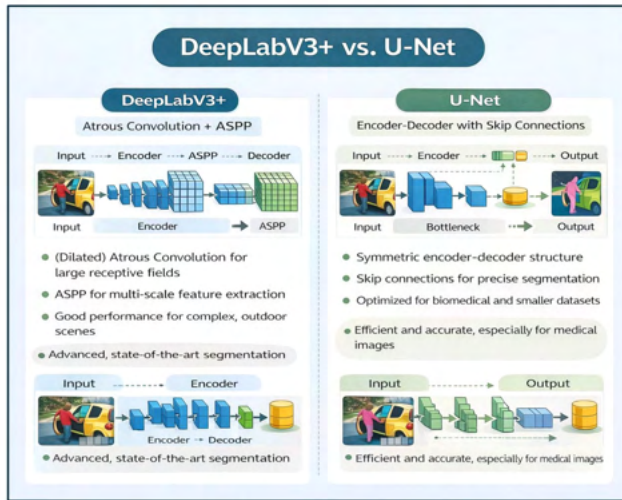 DeepLabV3+ vs. U-Net
DeepLabV3+
Atrous Convolution + ASPP
Input Encoder ASPP Decoder
Input Encoder ASPP
(Dilated) Atrous Convolution for
large receptive fields
ASPP for multi-scale feature extraction
Good performance for complex, outdoor
scenes
Advanced, state-of-the-art segmentation
Input Encoder
Encoder Decoder
Advanced, state-of-the-art segmentation
U-Net
Encoder-Decoder with Skip Connections
Input Encoder Output
Input Bottleneck Output
Symmetric encoder-decoder structure
Skip connections for precise segmentation
Optimized for biomedical and smaller datasets
Efficient and accurate, especially for medical
images
Input Output
Efficient and accurate, especially for medical images